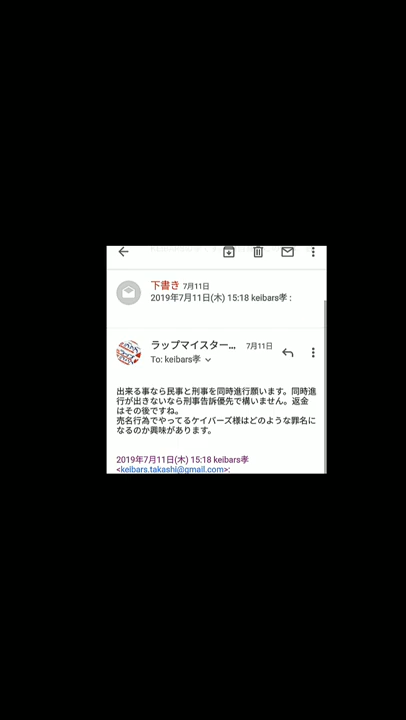 下書き 7月11日
2019年7月11日(木) 15:18 keibars孝 :
ラップマイスター... 7月11日
To: keibars孝
出来る事なら民事と刑事を同時進行願います。同時進
行が出きないなら刑事告訴優先で構いません。返金
はその後ですね。
売名行為でやってるケイバーズ様はどのような罪名に
なるのか興味があります。
2019年7月11日(木) 15:18 keibars孝
<keibars.takashi@gmail.com>: